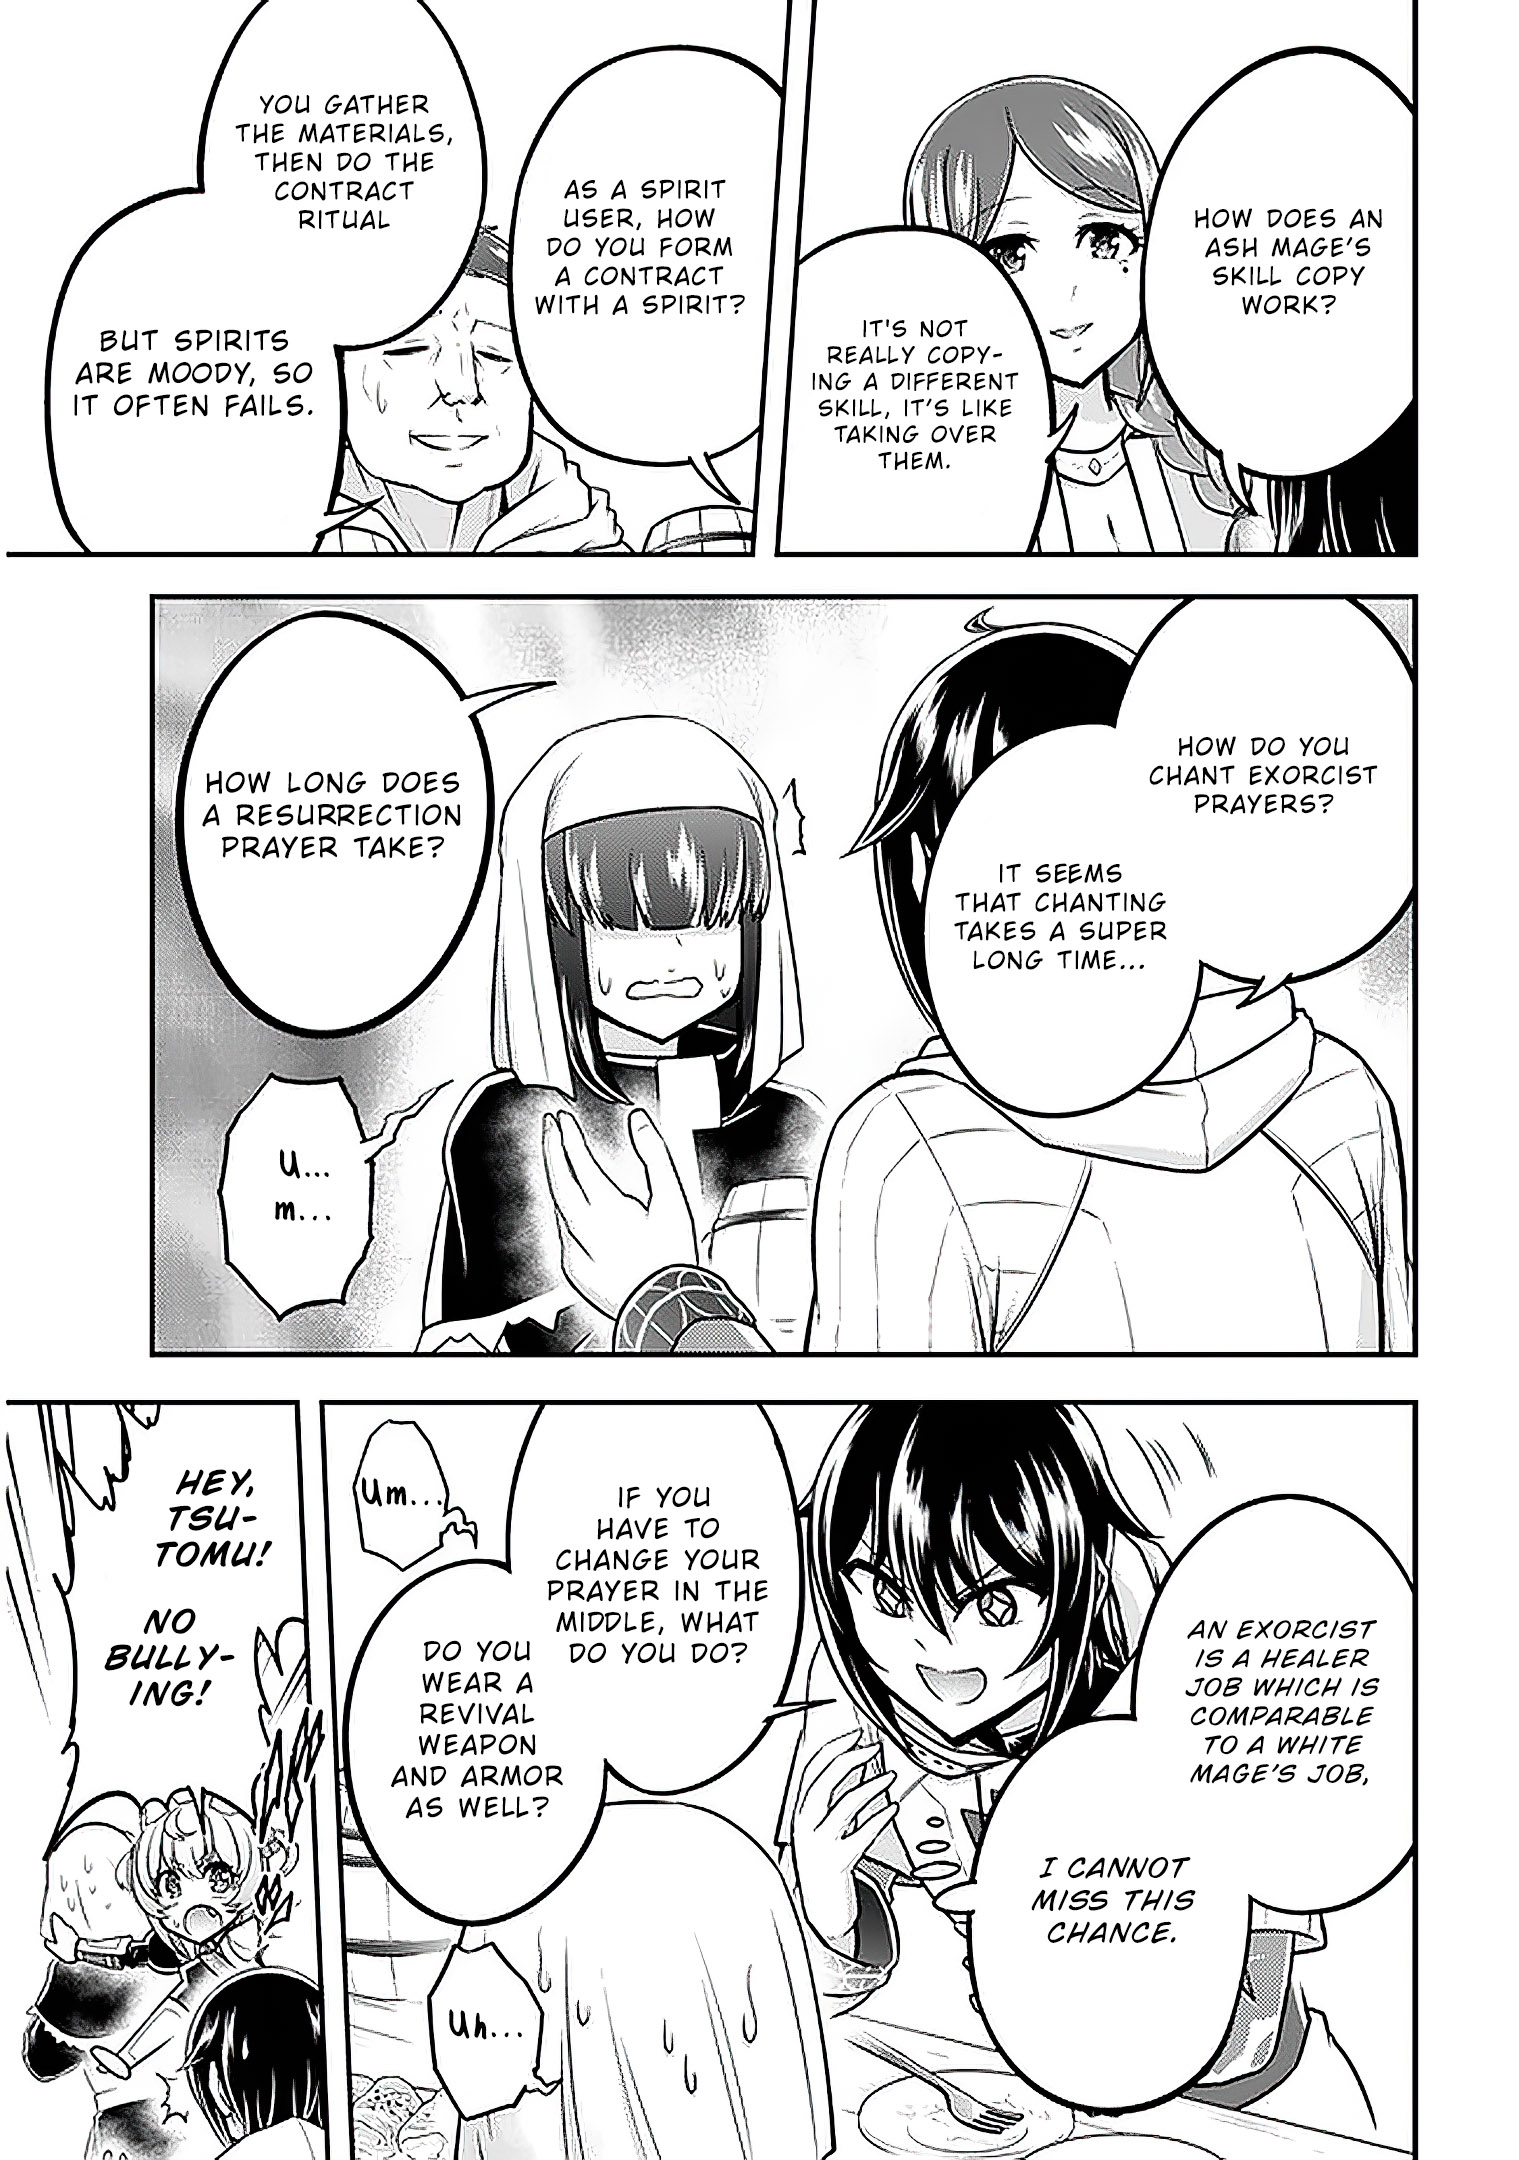 HOW DOES AN
ASH MAGE'S
SKILL COPY
WORK?
IT'S NOT
REALLY COPY-
ING A DIFFERENT
SKILL, IT'S LIKE
TAKING OVER
THEM.
AS A SPIRIT
USER, HOW
DO YOU FORM
A CONTRACT
WITH A SPIRIT?
YOU GATHER
THE MATERIALS,
THEN DO THE
CONTRACT
RITUAL
BUT SPIRITS
ARE MOODY, SO
IT OFTEN FAILS.
HOW DO YOU
CHANT EXORCIST
PRAYERS?
IT SEEMS
THAT CHANTING
TAKES A SUPER
LONG TIME...
HOW LONG DOES
A RESURRECTION
PRAYER TAKE?
U...
m...
AN EXORCIST
IS A HEALER
JOB WHICH IS
COMPARABLE
TO A WHITE
MAGE'S JOB,
I CANNOT
MISS THIS
CHANCE.
IF YOU
HAVE TO
CHANGE YOUR
PRAYER IN THE
MIDDLE, WHAT
DO YOU DO?
Um...
DO YOU
WEAR A
REVIVAL
WEAPON
AND ARMOR
AS WELL?
Uh...
HEY,
TSU-
TOMU!
NO
BULLY-
ING!